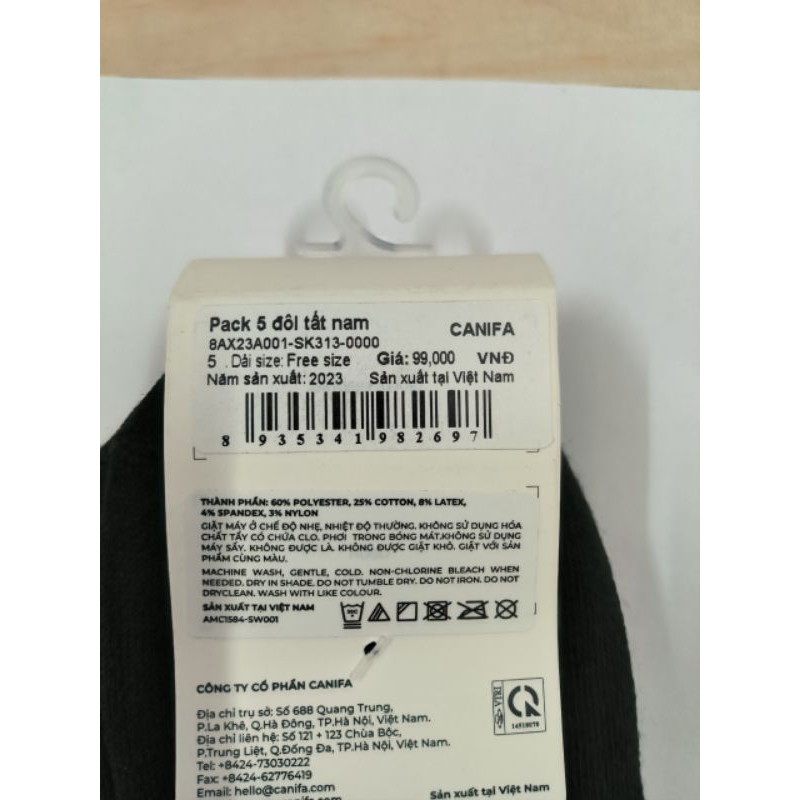 Pack 5 đôi tất nam
CANIFA
8AX23A001-SK313-0000
5 . Dải size: Free size Giá: 99,000 VNĐ
Năm sản xuất: 2023 Sản xuất tại Việt Nam
8 935341 982697
THÀNH PHẦN: 60% POLYESTER, 25% COTTON, 8% LATEX,
4% SPANDEX, 3% NYLON
GIẶT MÁY Ở CHẾ ĐỘ NHẸ, NHIỆT ĐỘ THƯỜNG. KHÔNG SỬ DỤNG HÓA
CHẤT TẨY CÓ CHỨA CLO. PHƠI TRONG BÓNG MÁT.KHÔNG SỬ DỤNG
MÁY SẤY. KHÔNG ĐƯỢC LÀ. KHÔNG ĐƯỢC GIẶT KHÔ. GIẶT VỚI SẢN
PHẨM CÙNG MÀU.
MACHINE WASH, GENTLE, COLD. NON-CHLORINE BLEACH WHEN
NEEDED. DRY IN SHADE. DO NOT TUMBLE DRY. DO NOT IRON. DO NOT
DRYCLEAN. WASH WITH LIKE COLOUR.
SẢN XUẤT TẠI VIỆT NAM
AMC1584-SW001
CÔNG TY CỔ PHẦN CANIFA
Địa chỉ trụ sở: Số 688 Quang Trung,
P.La Khê, Q.Hà Đông, TP.Hà Nội, Việt Nam.
Địa chỉ liên hệ: Số 121 + 123 Chùa Bộc,
P.Trung Liệt, Q.Đống Đa, TP.Hà Nội, Việt Nam.
Tel: +8424-73030222
Fax: +8424-62776419
Email: hello@canifa.com
Sản xuất tại Việt Nam